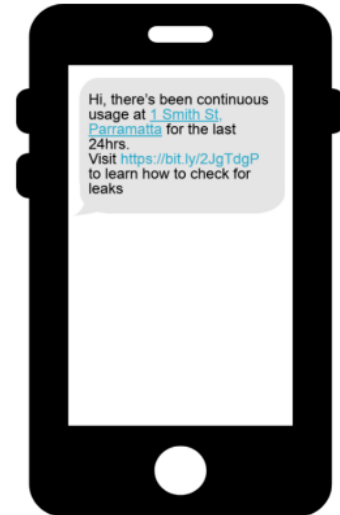 Hi, there's been continuous
usage at 1 Smith St,
Parramatta for the last
24hrs.
Visit https://bit.ly/2JgTdgP
to learn how to check for
leaks